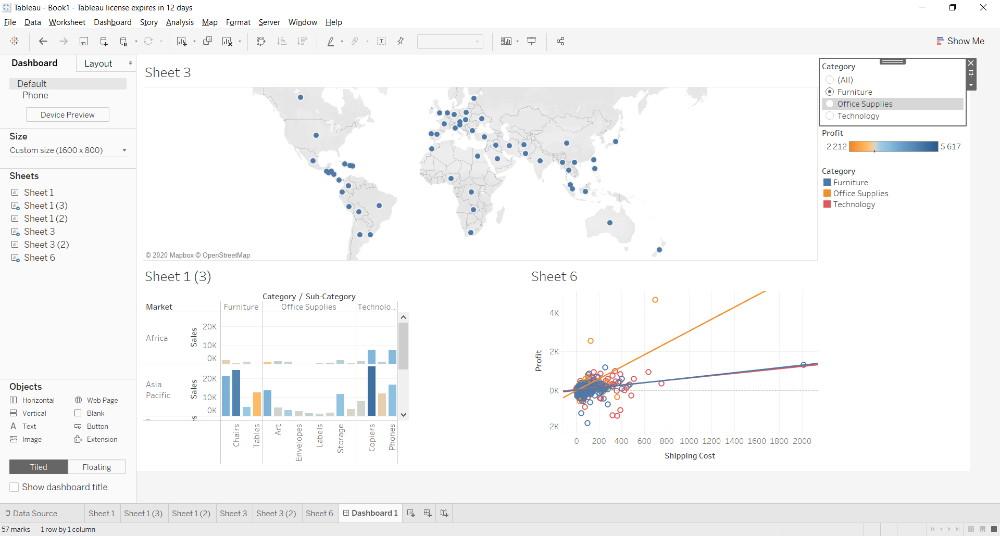 Tableau - Book1 - Tableau license expires in 12 days
File Data Worksheet Dashboard Story Analysis Map Format Server Window Help
Show Me
Dashboard Layout
Default
Phone
Device Preview
Size
Custom size (1600 x 800)
Sheets
Sheet 1
Sheet 1 (3)
Sheet 1 (2)
Sheet 3
Sheet 3 (2)
Sheet 6
Objects
Horizontal Web Page
Vertical Blank
Text Button
Image Extension
Tiled Floating
Show dashboard title
Sheet 3
© 2020 Mapbox © OpenStreetMap
Category
(All)
Furniture
Office Supplies
Technology
Profit
-2 212 5 617
Category
Furniture
Office Supplies
Technology
Sheet 1 (3)
Category / Sub-Category
Market Furniture Office Supplies Technolo..
Africa
Sales
20K
10K
0K
Asia
Pacific
Sales
20K
10K
0K
Chairs
Tables
Art
Envelopes
Labels
Storage
Copiers
Phones
Sheet 6
Profit
4K
2K
0K
-2K
0 200 400 600 800 1000 1200 1400 1600 1800 2000
Shipping Cost
Data Source Sheet 1 Sheet 1 (3) Sheet 1 (2) Sheet 3 Sheet 3 (2) Sheet 6 Dashboard 1
57 marks 1 row by 1 column